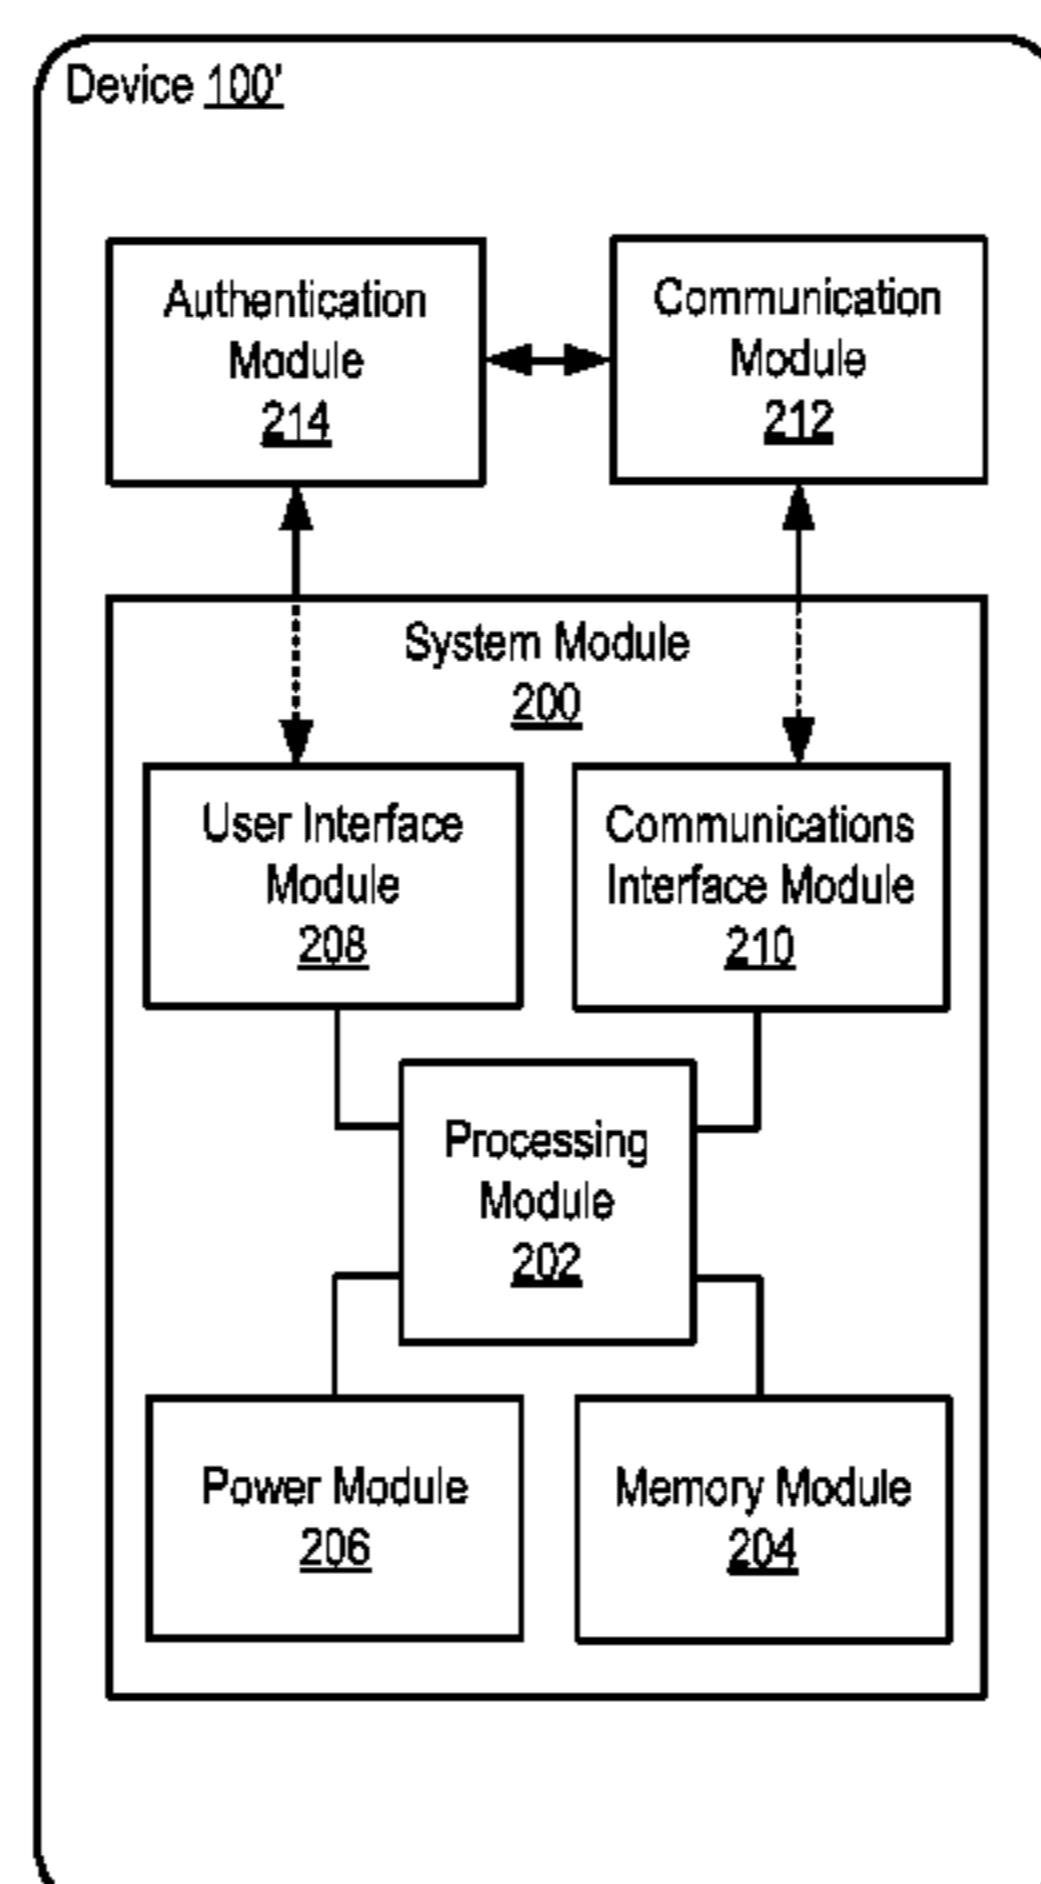 Device 100'
Authentication
Module
214
Communication
Module
212
System Module
200
User Interface
Module
208
Communications
Interface Module
210
Processing
Module
202
Power Module
206
Memory Module
204